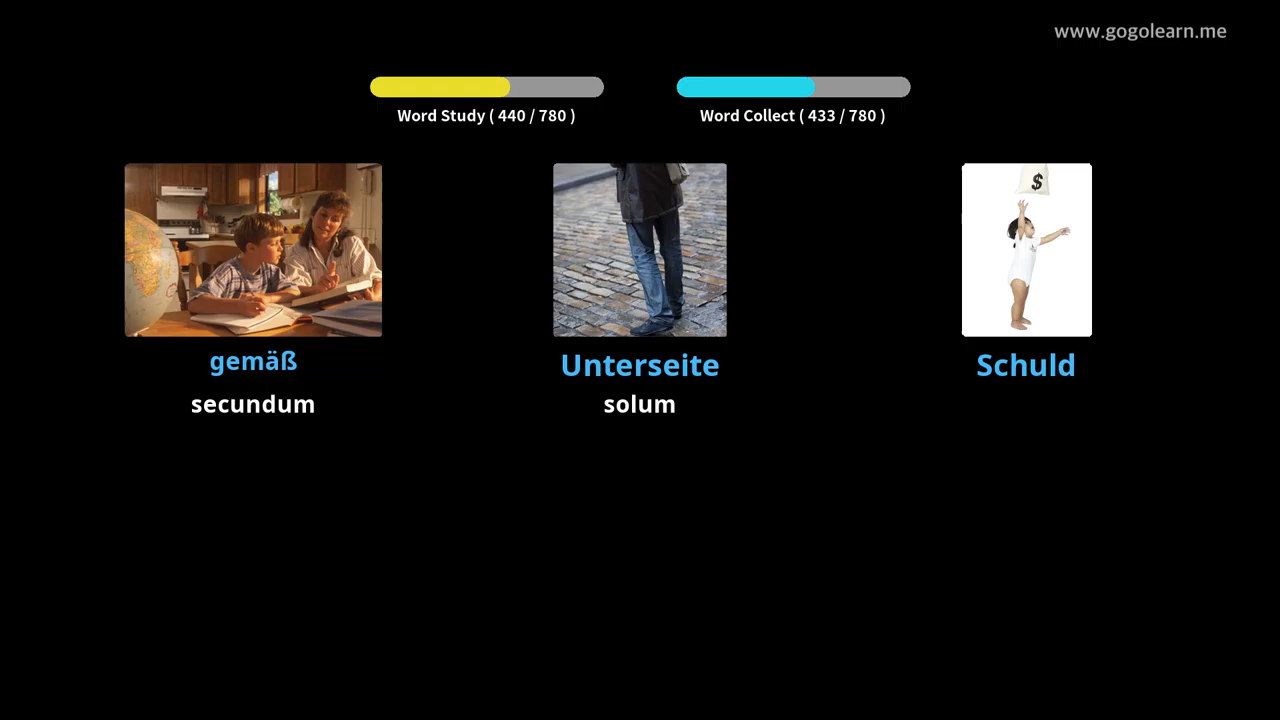 www.gogolearn.me
Word Study ( 440 / 780 )
Word Collect ( 433 / 780 )
$
gemäß
Unterseite
Schuld
secundum
solum